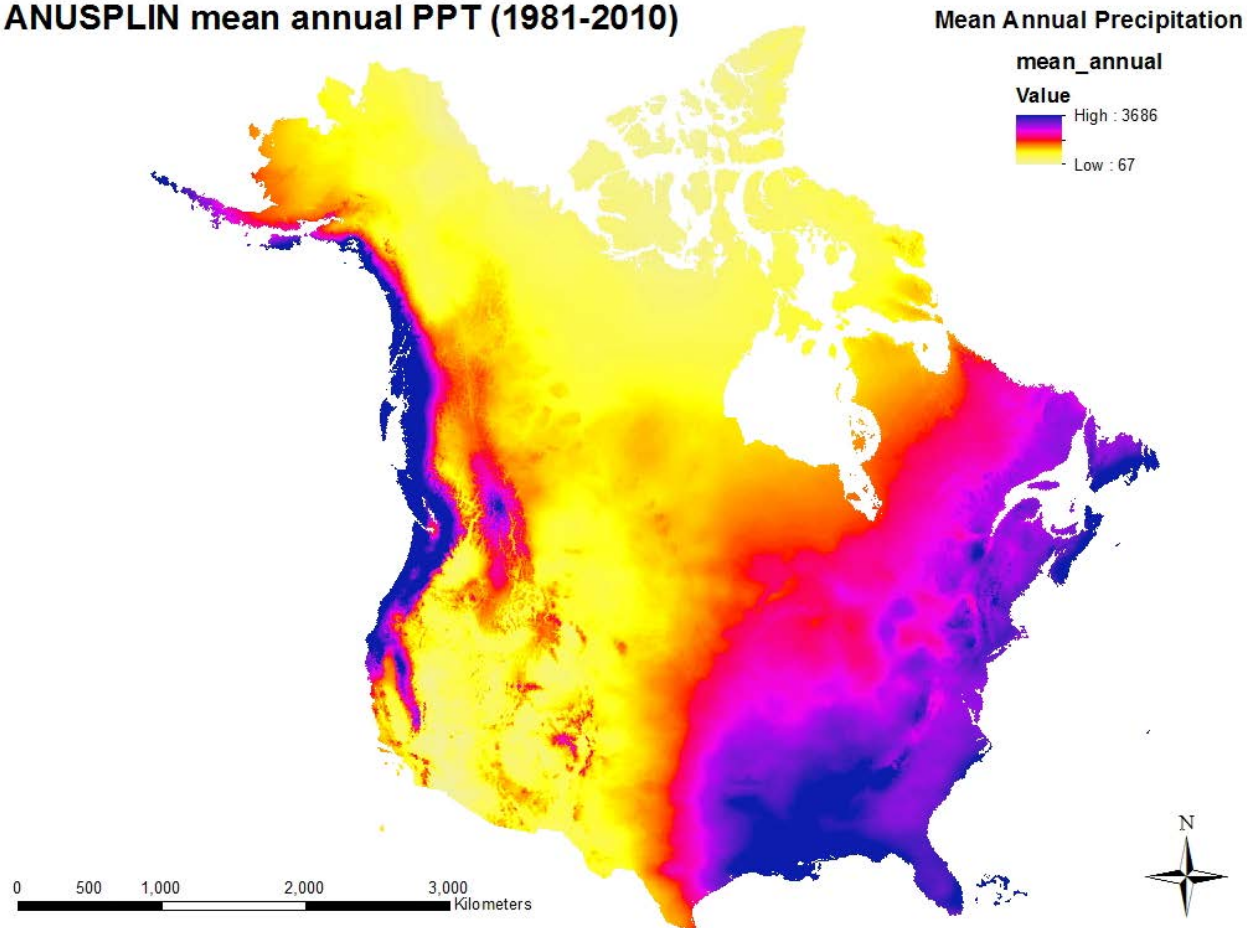 ANUSPLIN mean annual PPT (1981-2010)
Mean Annual Precipitation
mean_annual
Value
High : 3686
Low : 67
N
0 500 1,000 2,000 3,000
Kilometers